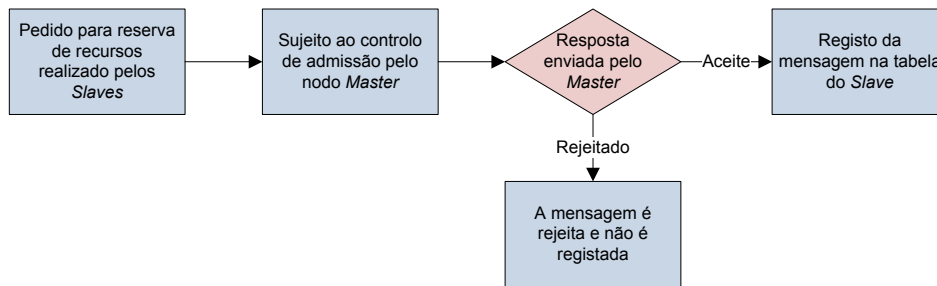 Pedido para reserva
de recursos
realizado pelos
Slaves
Sujeito ao controlo
de admissão pelo
nodo Master
Resposta
enviada pelo
Master
Aceite
Registo da
mensagem na tabela
do Slave
Rejeitado
A mensagem é
rejeita e não é
registada